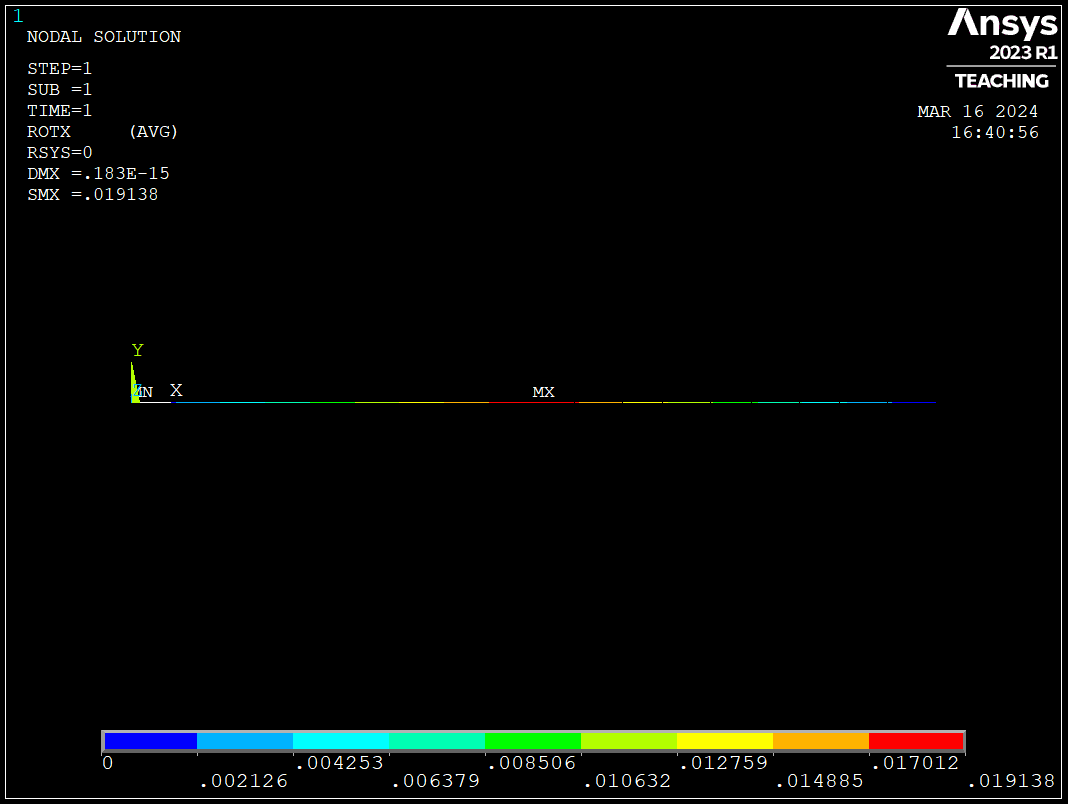 1
NODAL SOLUTION
STEP=1
SUB =1
TIME=1
ROTX (AVG)
RSYS=0
DMX =.183E-15
SMX =.019138
Ansys
2023 R1
TEACHING
MAR 16 2024
16:40:56
Y
MN X MX
0 .004253 .008506 .012759 .017012
.002126 .006379 .010632 .014885 .019138